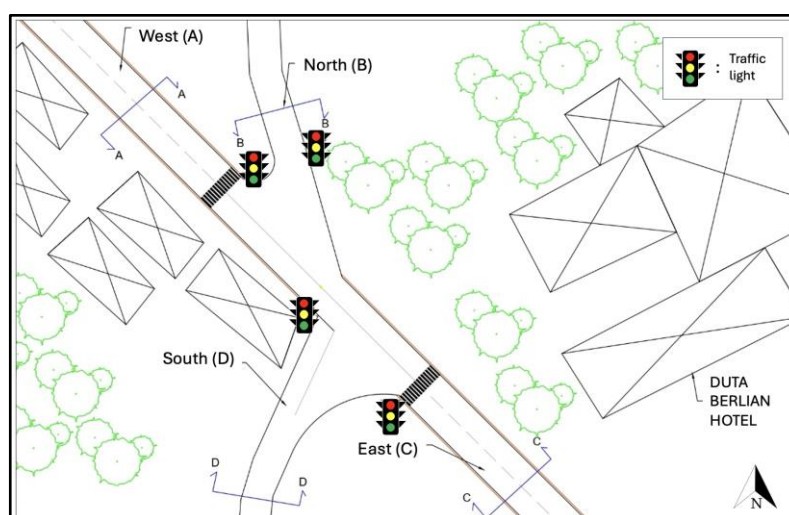 West (A)
North (B)
: Traffic
light
A
A
B
B
South (D)
East (C)
DUTA
BERLIAN
HOTEL
D
D
C
C
N